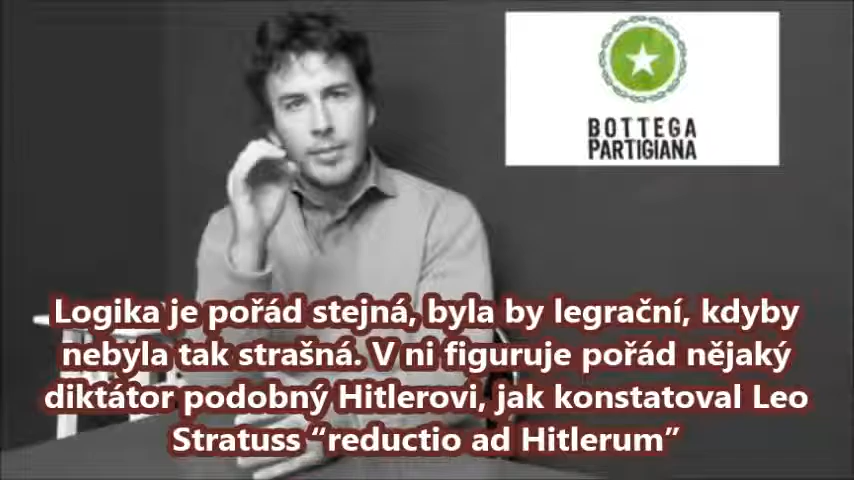 BOTTEGA
PARTIGIANA
Logika je pořád stejná, byla by legrační, kdyby
nebyla tak strašná. V ni figuruje pořád nějaký
diktátor podobný Hitlerovi, jak konstatoval Leo
Stratuss “reductio ad Hitlerum”